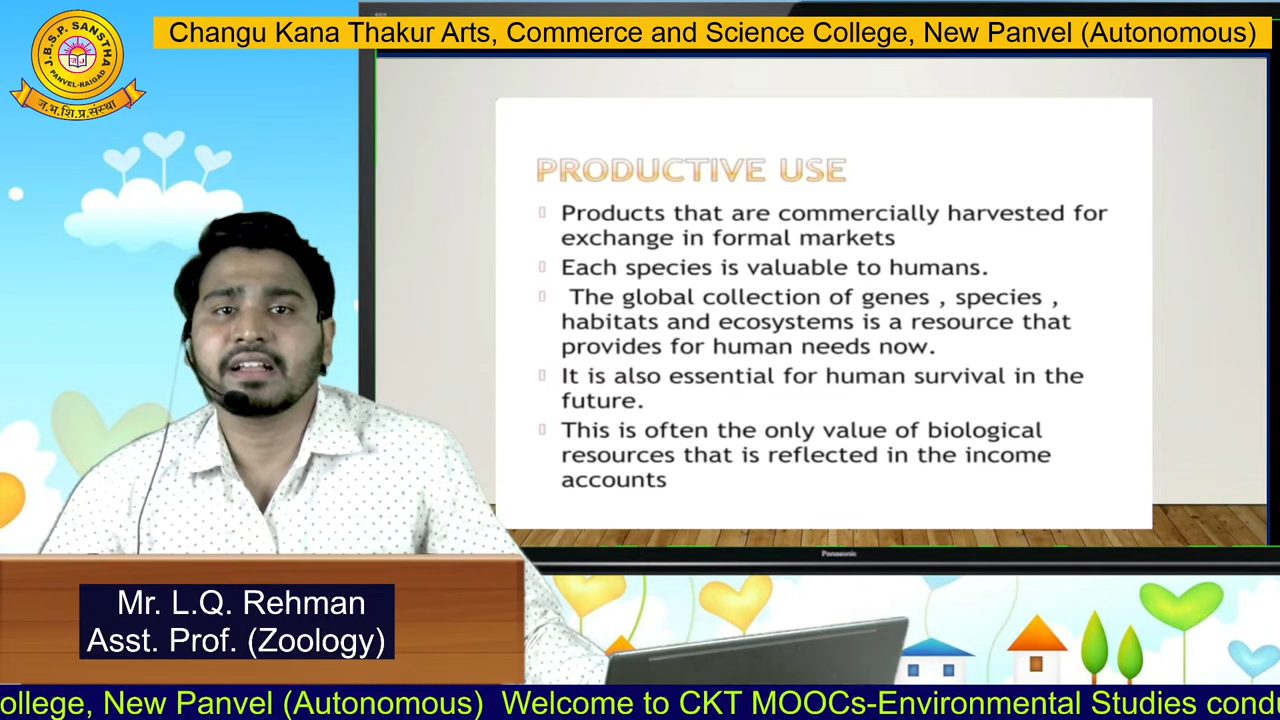 Changu Kana Thakur Arts, Commerce and Science College, New Panvel (Autonomous)
J.B.S.P. SANSTHA
PANVEL-RAIGAD
ज.भ.शि.प्र.संस्था
PRODUCTIVE USE
Products that are commercially harvested for
exchange in formal markets
Each species is valuable to humans.
The global collection of genes , species ,
habitats and ecosystems is a resource that
provides for human needs now.
It is also essential for human survival in the
future.
This is often the only value of biological
resources that is reflected in the income
accounts
Panasonic
Mr. L.Q. Rehman
Asst. Prof. (Zoology)
ollege, New Panvel (Autonomous) Welcome to CKT MOOCs-Environmental Studies cond